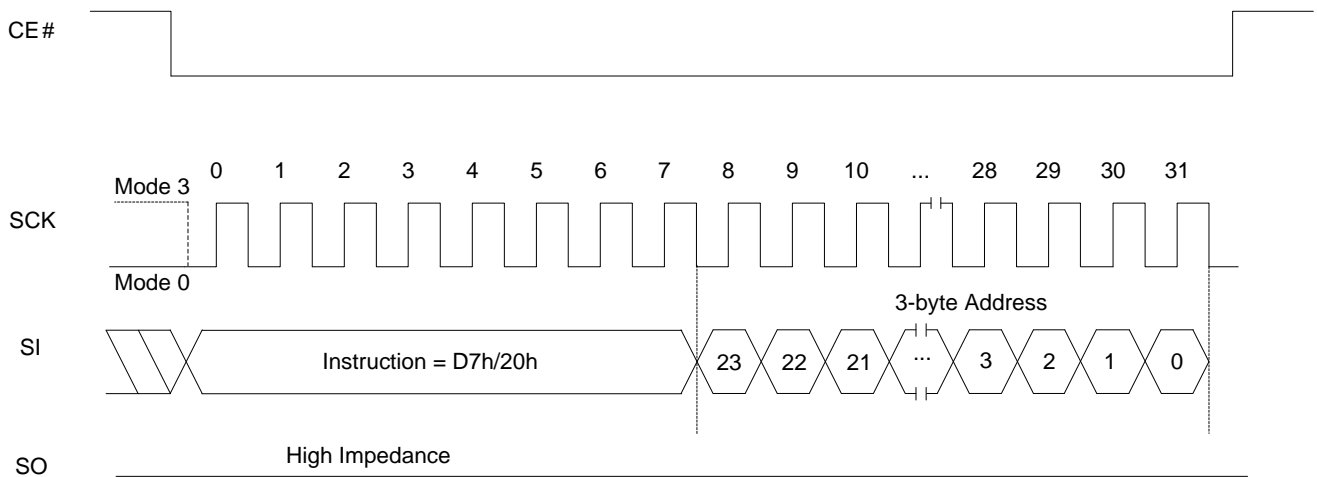 CE#
0 1 2 3 4 5 6 7 8 9 10 ... 28 29 30 31
Mode 3
SCK
Mode 0
3-byte Address
SI
Instruction = D7h/20h 23 22 21 ... 3 2 1 0
High Impedance
SO